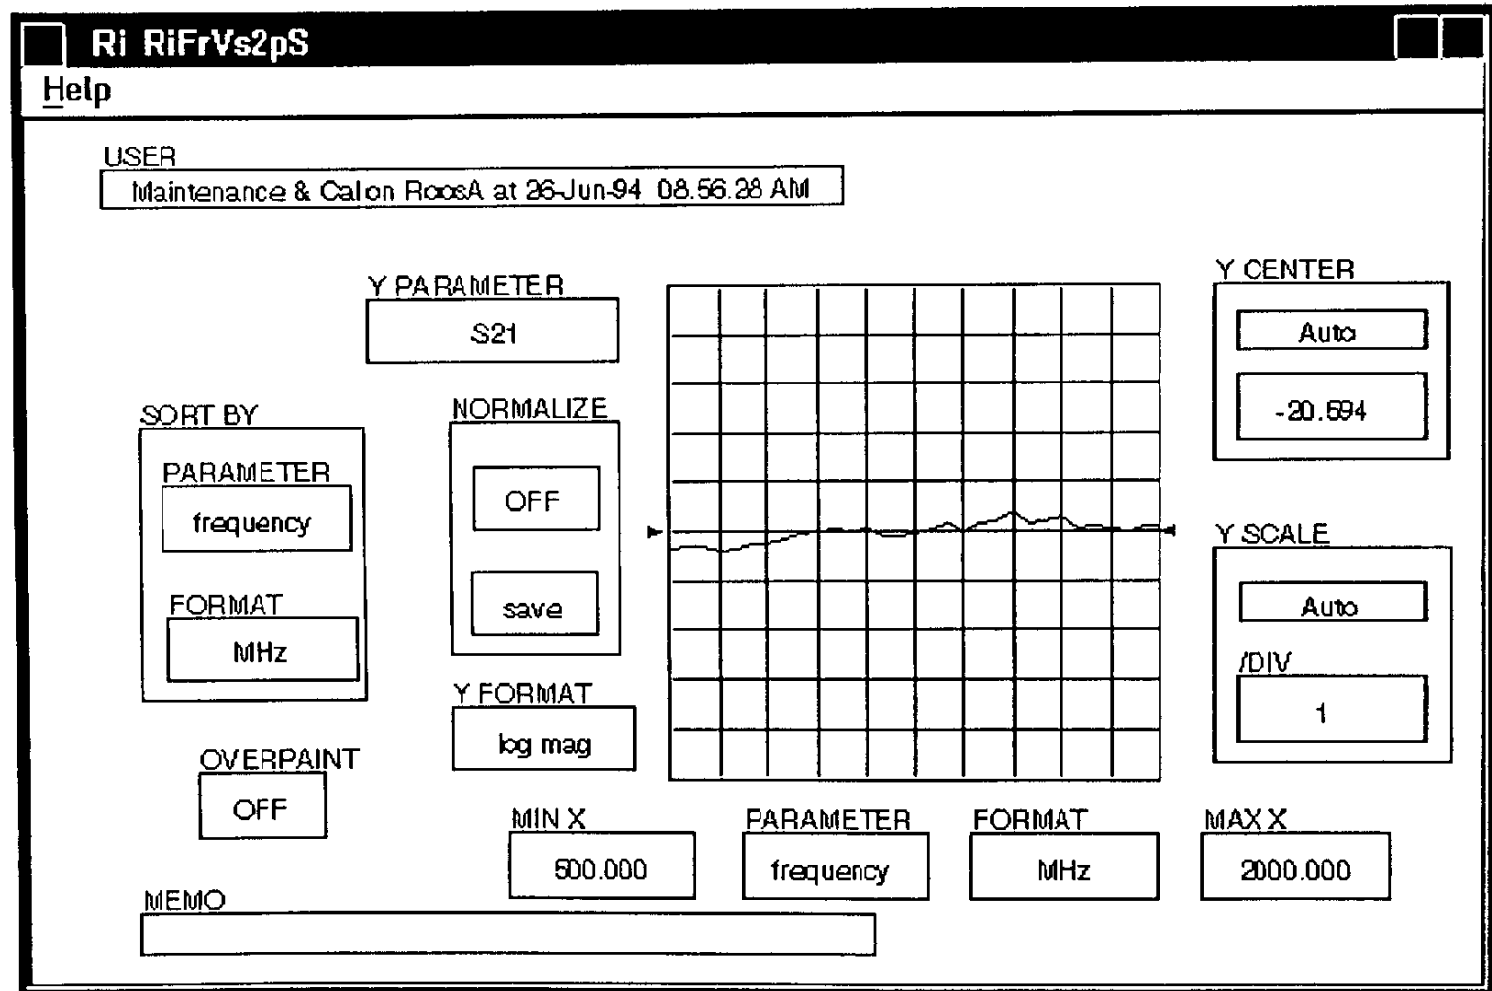 Ri RiFrVs2pS
Help
USER
Maintenance & Cal on RoosA at 26-Jun-94 08.56.28 AM
Y PARAMETER
S21
Y CENTER
Auto
-20.594
SORT BY
PARAMETER
frequency
FORMAT
MHz
NORMALIZE
OFF
save
Y SCALE
Auto
/DIV
1
Y FORMAT
log mag
OVERPAINT
OFF
MIN X
500.000
PARAMETER
frequency
FORMAT
MHz
MAX X
2000.000
MEMO